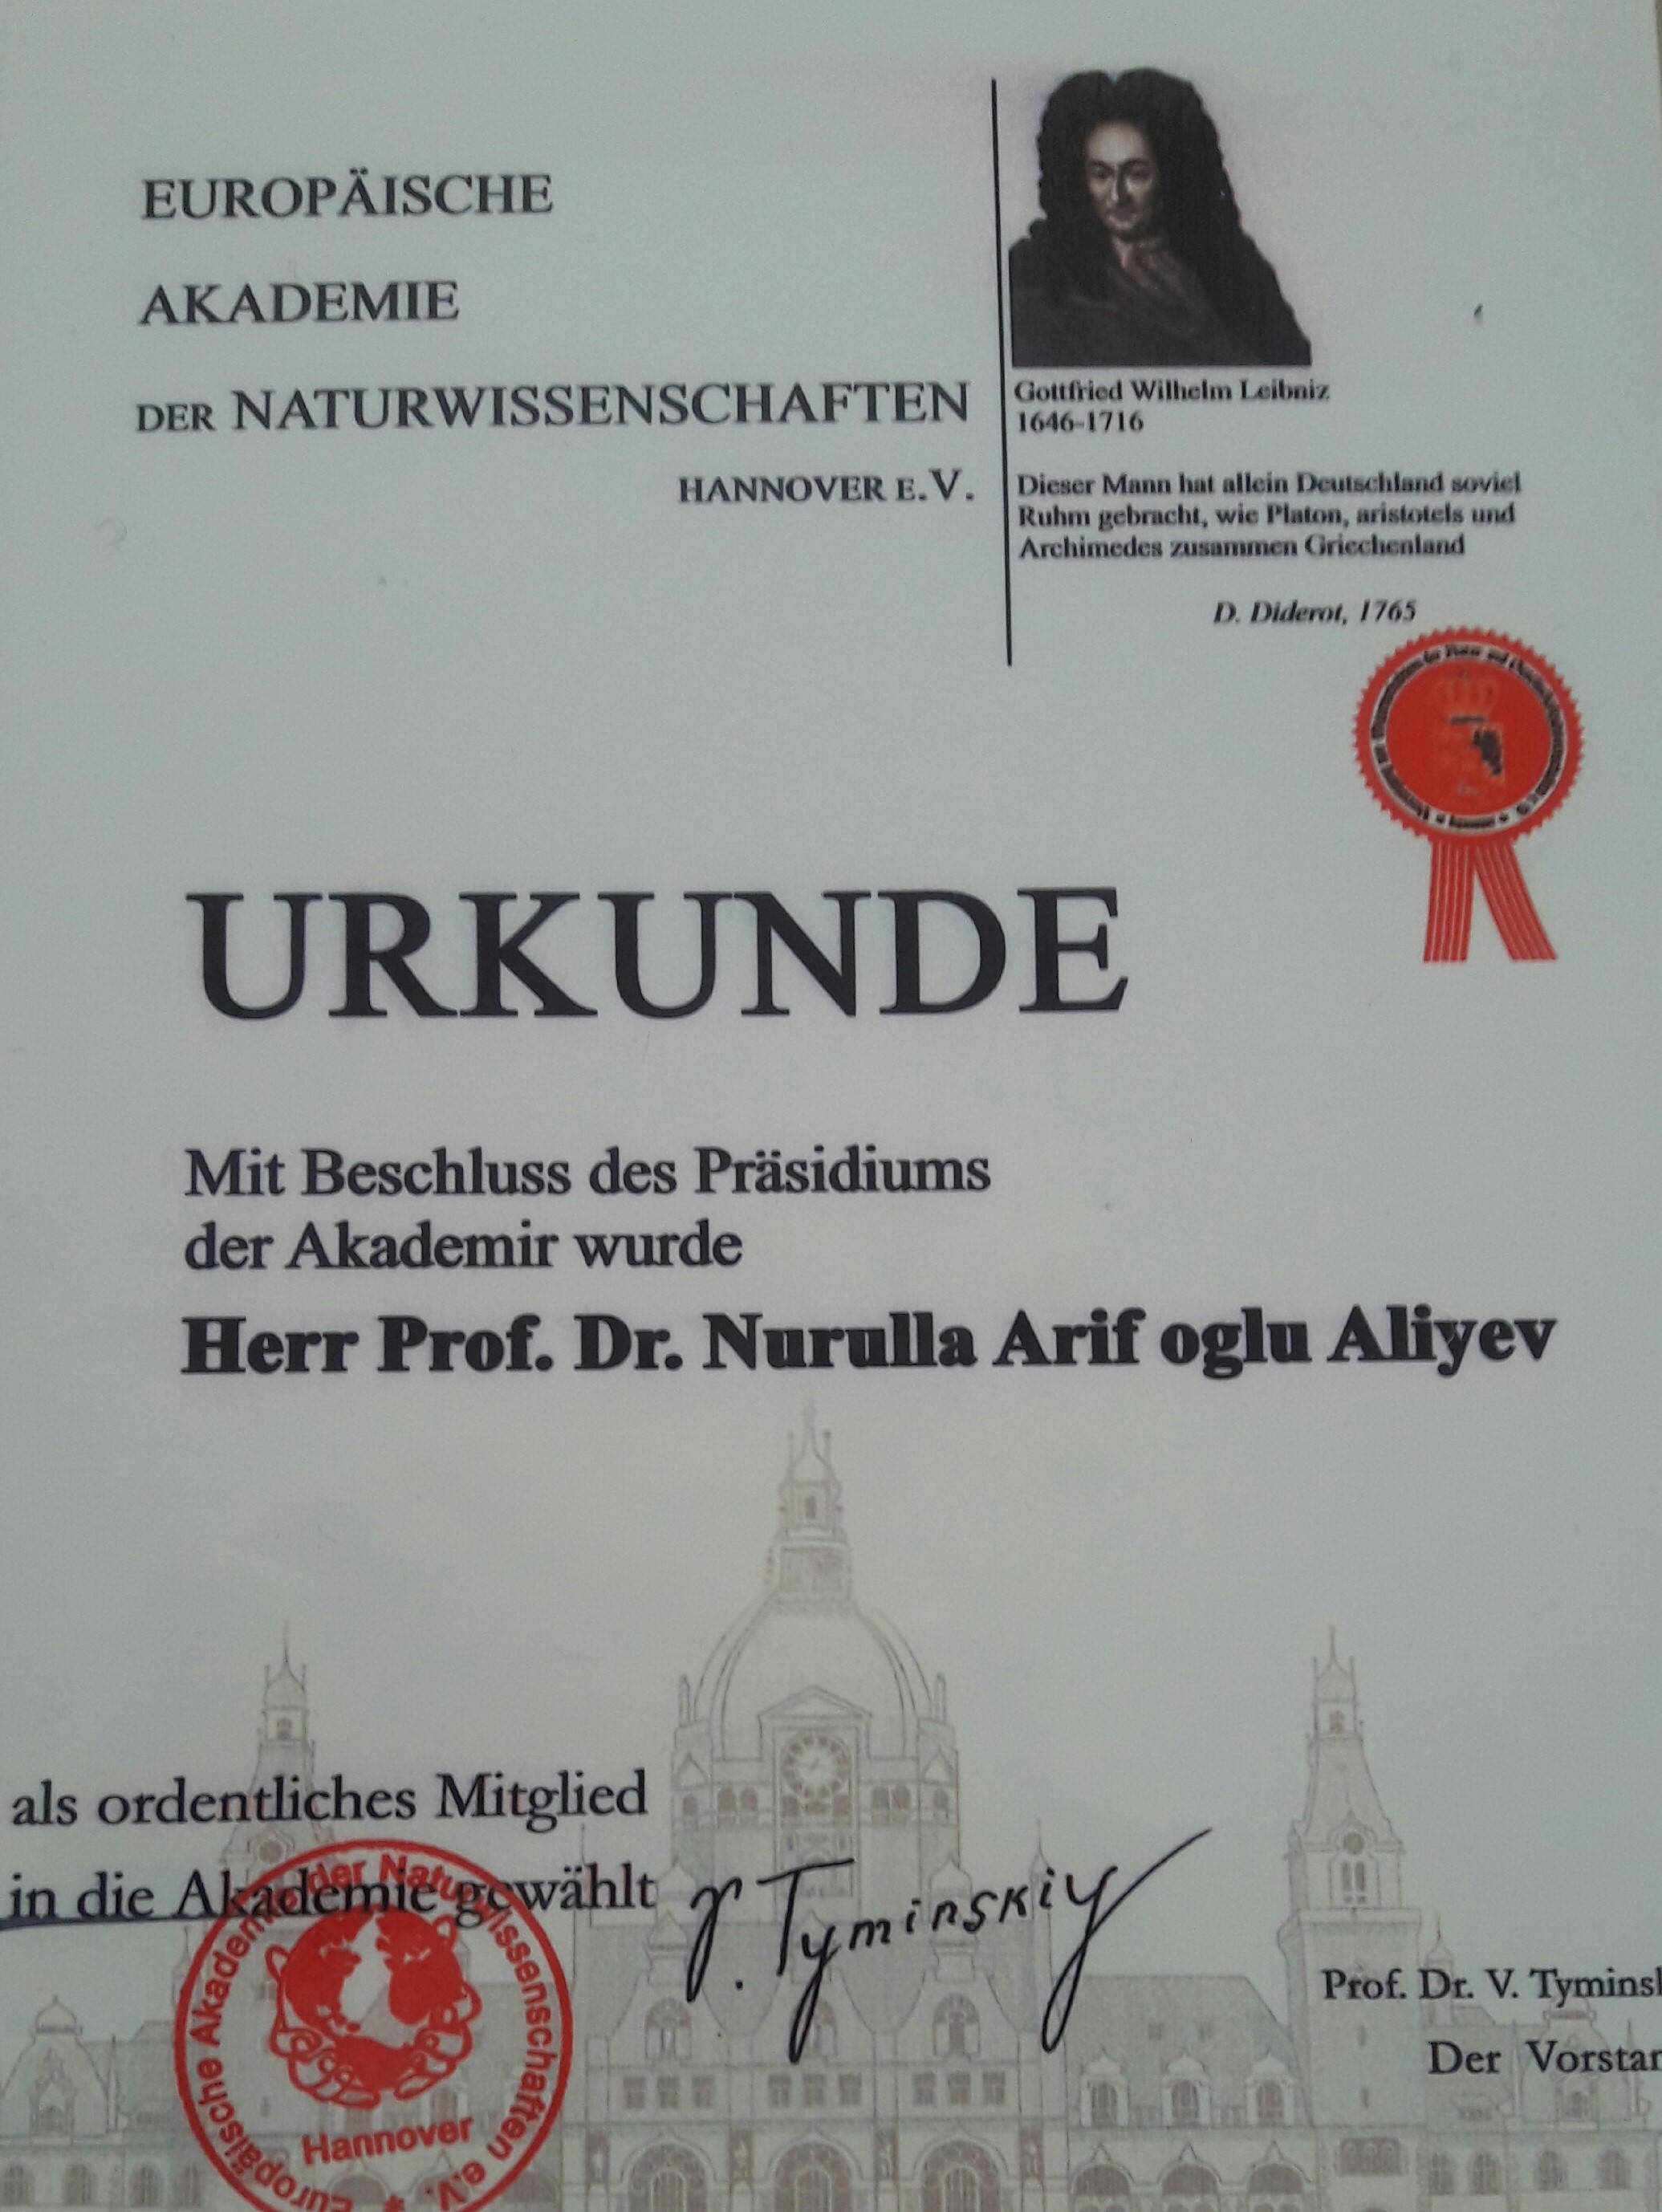 EUROPÄISCHE
AKADEMIE
DER NATURWISSENSCHAFTEN
HANNOVER E.V.
Gottfried Wilhelm Leibniz
1646-1716
Dieser Mann hat allein Deutschland soviel
Ruhm gebracht, wie Platon, aristotels und
Archimedes zusammen Griechenland
D. Diderot, 1765
URKUNDE
Mit Beschluss des Präsidiums
der Akademir wurde
Herr Prof. Dr. Nurulla Arif oglu Aliyev
als ordentliches Mitglied
in die Akademie gewählt
V. Tyminskiy
Prof. Dr. V. Tyminsk
Der Vorstan
Europäische Akademie der Naturwissenschaften e.V. *
Hannover